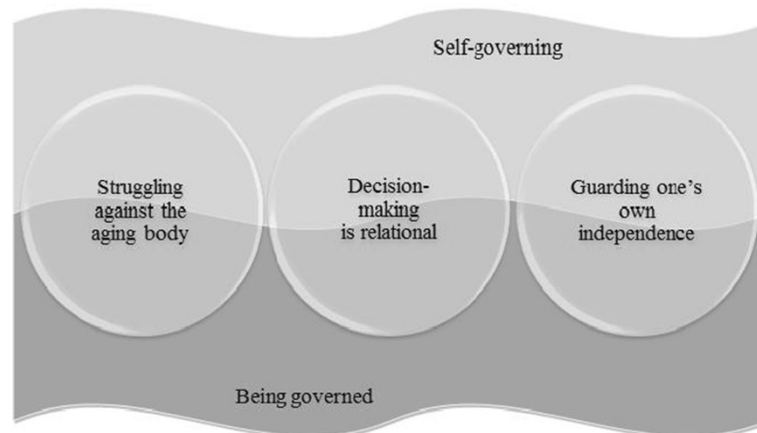 Self-governing
Struggling
against the
aging body
Decision-
making
is relational
Guarding one's
own
independence
Being governed